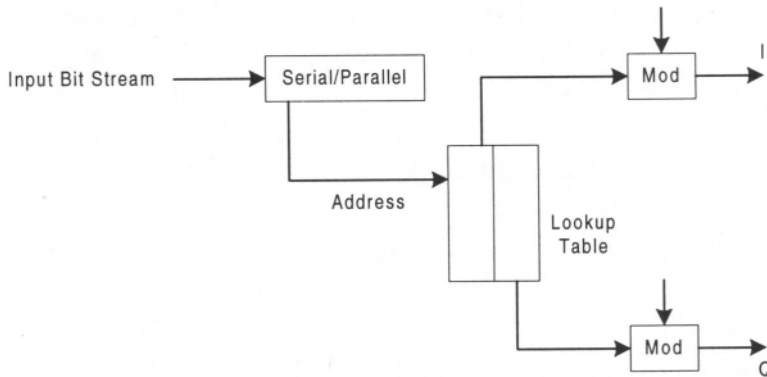 Input Bit Stream
Serial/Parallel
Mod
I
Address
Lookup
Table
Mod